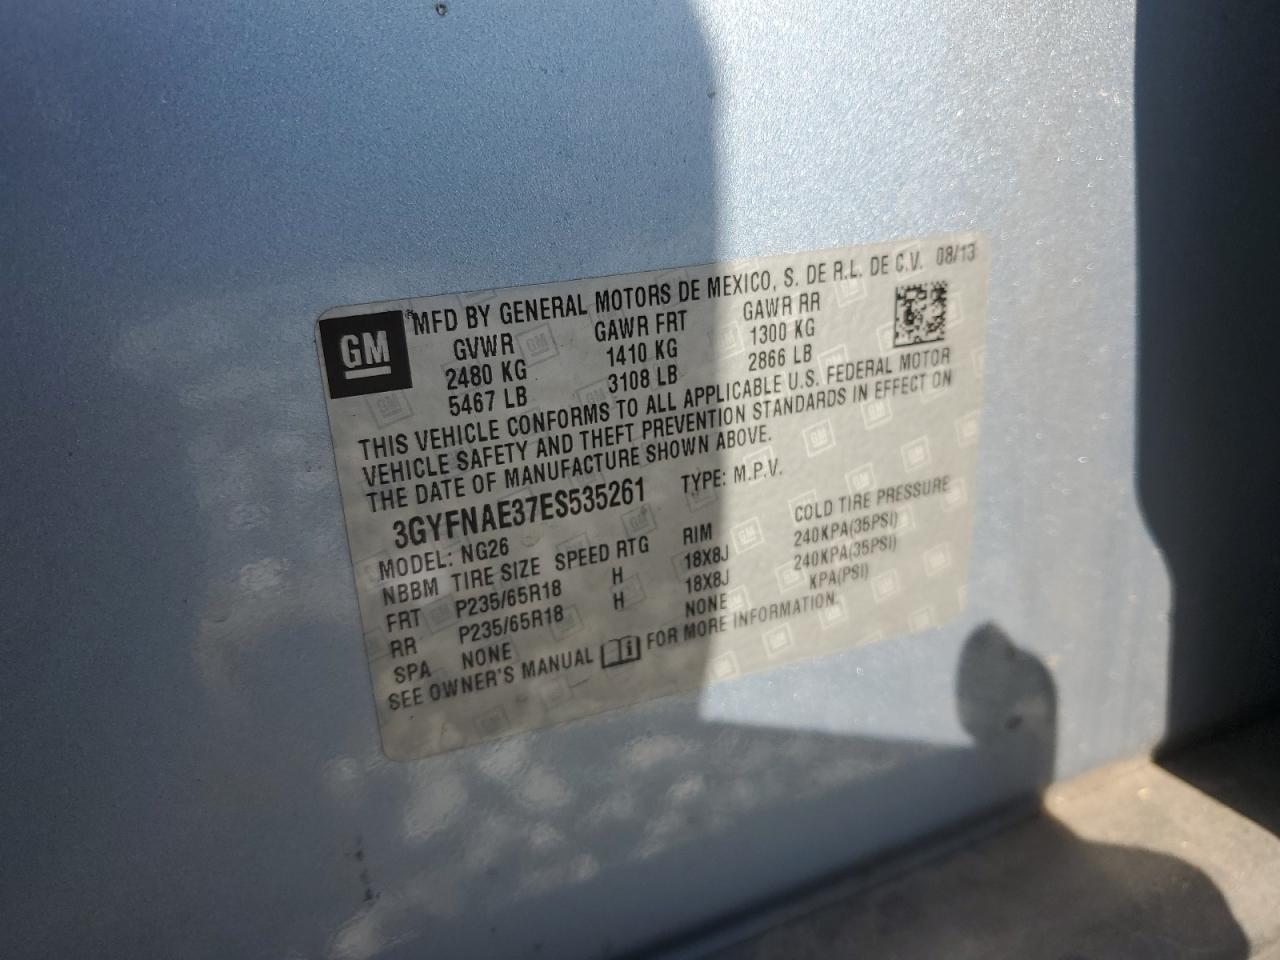 GM
MFD BY GENERAL MOTORS DE MEXICO, S. DE R.L. DE C.V. 08/13
GVWR GAWR FRT GAWR RR
2480 KG 1410 KG 1300 KG
5467 LB 3108 LB 2866 LB
THIS VEHICLE CONFORMS TO ALL APPLICABLE U.S. FEDERAL MOTOR
VEHICLE SAFETY AND THEFT PREVENTION STANDARDS IN EFFECT ON
THE DATE OF MANUFACTURE SHOWN ABOVE.
3GYFNAE37ES535261 TYPE: M.P.V.
MODEL: NG26
NBBM TIRE SIZE SPEED RTG RIM COLD TIRE PRESSURE
FRT P235/65R18 H 18X8J 240KPA(35PSI)
RR P235/65R18 H 18X8J 240KPA(35PSI)
SPA NONE NONE KPA(PSI)
SEE OWNER'S MANUAL FOR MORE INFORMATION.